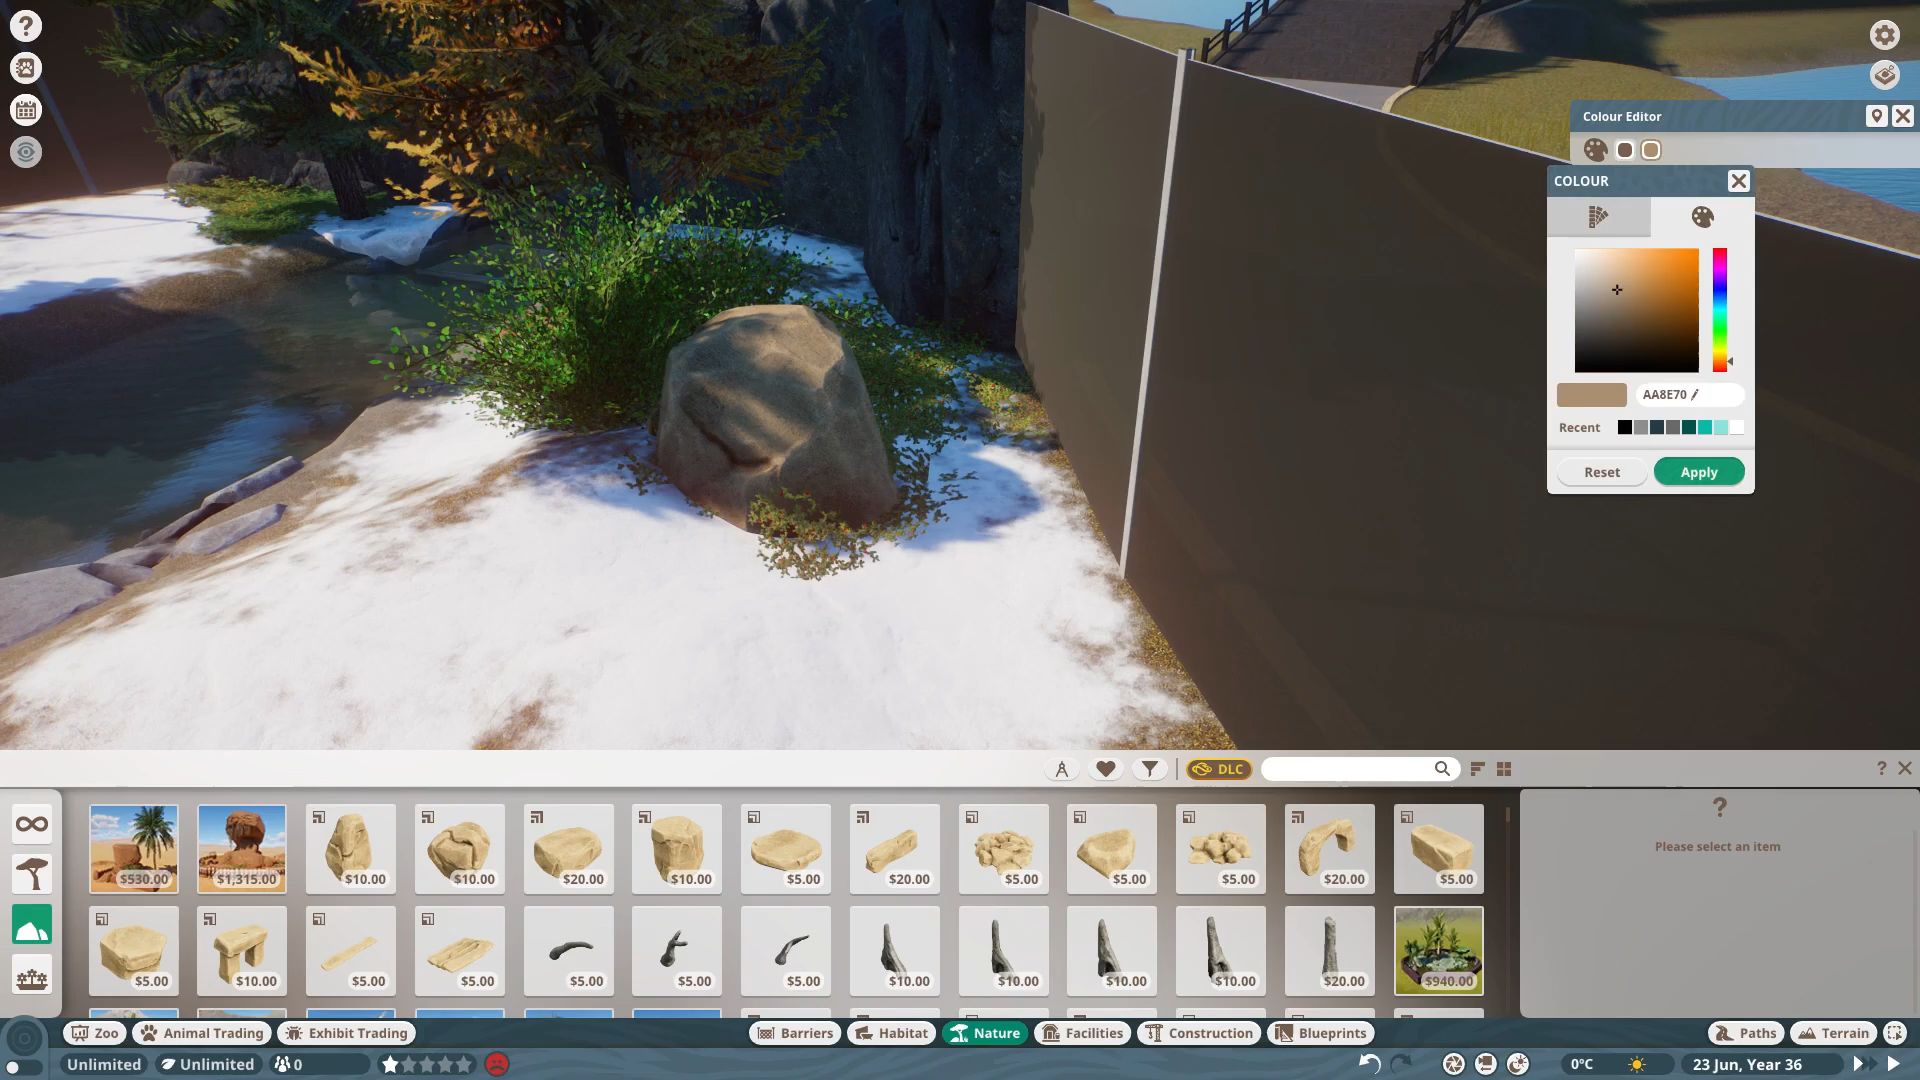 Colour Editor
COLOUR
AA8E70
Recent
Reset
Apply
DLC
$530.00
$1,315.00
$10.00
$10.00
$20.00
$10.00
$5.00
$20.00
$5.00
$5.00
$5.00
$20.00
$5.00
$5.00
$10.00
$5.00
$5.00
$5.00
$5.00
$5.00
$10.00
$10.00
$10.00
$10.00
$20.00
$940.00
?
Please select an item
Zoo
Animal Trading
Exhibit Trading
Barriers
Habitat
Nature
Facilities
Construction
Blueprints
Paths
Terrain
Unlimited
Unlimited
0
0°C
23 Jun, Year 36